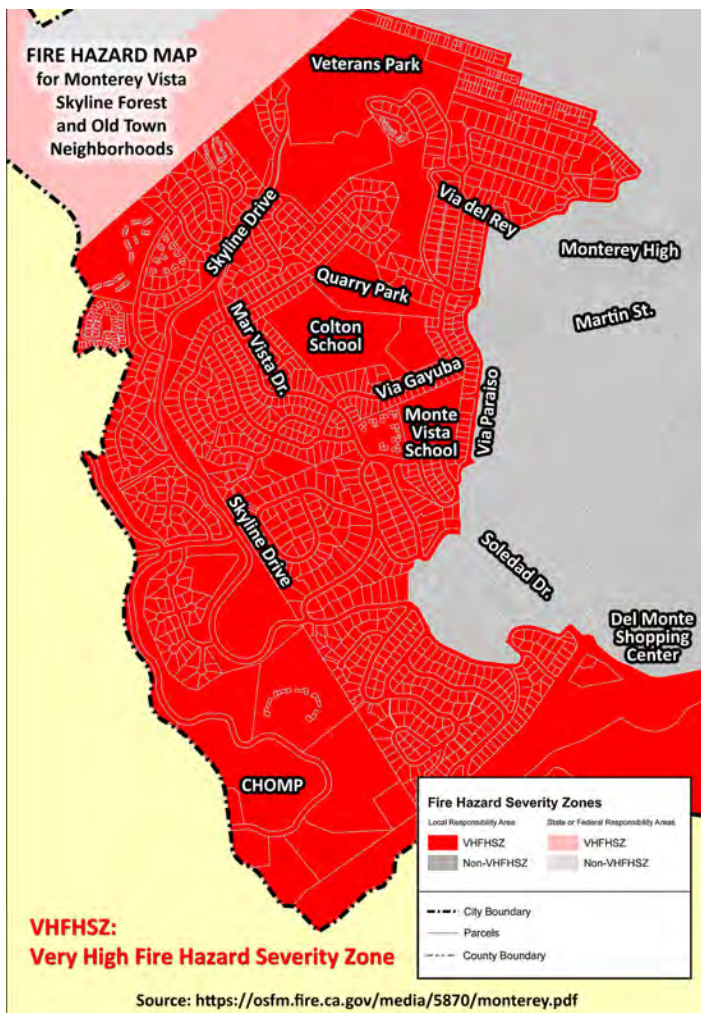 FIRE HAZARD MAP
for Monterey Vista
Skyline Forest
and Old Town
Neighborhoods
Veterans Park
Skyline Drive
Via del Rey
Monterey High
Quarry Park
Martin St.
Colton
School
Mar Vista Dr.
Via Gayuba
Monte
Vista
School
Via Paraiso
Skyline Drive
Soledad Dr.
Del Monte
Shopping
Center
CHOMP
Fire Hazard Severity Zones
Local Responsibility Area
State or Federal Responsibility Areas
VHFHSZ
VHFHSZ
Non-VHFHSZ
Non-VHFHSZ
City Boundary
Parcels
County Boundary
VHFHSZ:
Very High Fire Hazard Severity Zone
Source: https://osfm.fire.ca.gov/media/5870/monterey.pdf